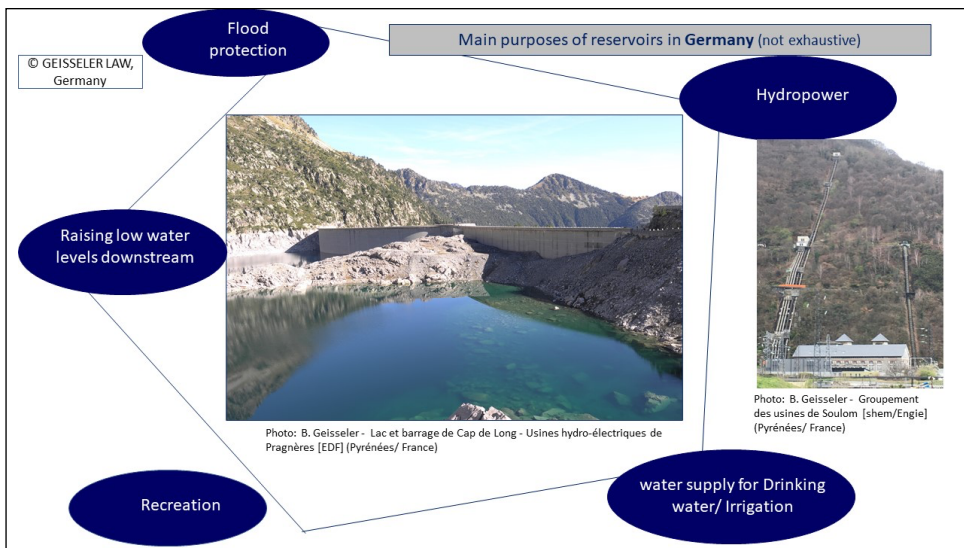 Flood
protection
Main purposes of reservoirs in Germany (not exhaustive)
© GEISSELER LAW,
Germany
Hydropower
Raising low water
levels downstream
Photo: B. Geisseler - Lac et barrage de Cap de Long - Usines hydro-électriques de
Pragnères [EDF] (Pyrénées/ France)
Photo: B. Geisseler - Groupement
des usines de Soulom [shem/Engie]
(Pyrénées/ France)
Recreation
water supply for Drinking
water/ Irrigation